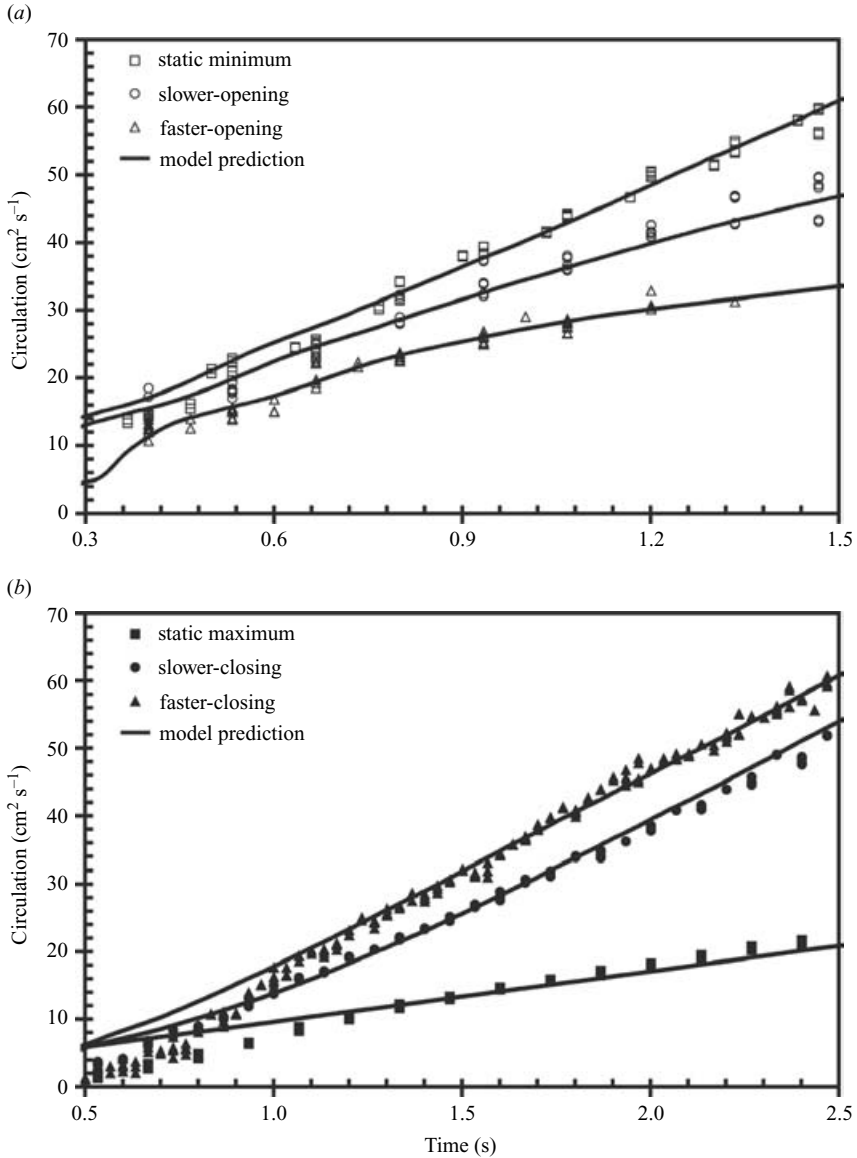 (a)
70
60
50
40
30
20
10
0
Circulation (cm² s⁻¹)
static minimum
slower-opening
faster-opening
model prediction
0.3 0.6 0.9 1.2 1.5
(b)
70
60
50
40
30
20
10
0
Circulation (cm² s⁻¹)
static maximum
slower-closing
faster-closing
model prediction
0.5 1.0 1.5 2.0 2.5
Time (s)